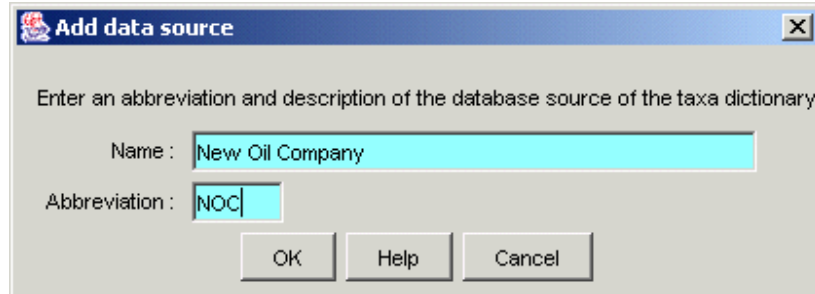 Add data source
Enter an abbreviation and description of the database source of the taxa dictionary
Name : New Oil Company
Abbreviation : NOC
OK Help Cancel